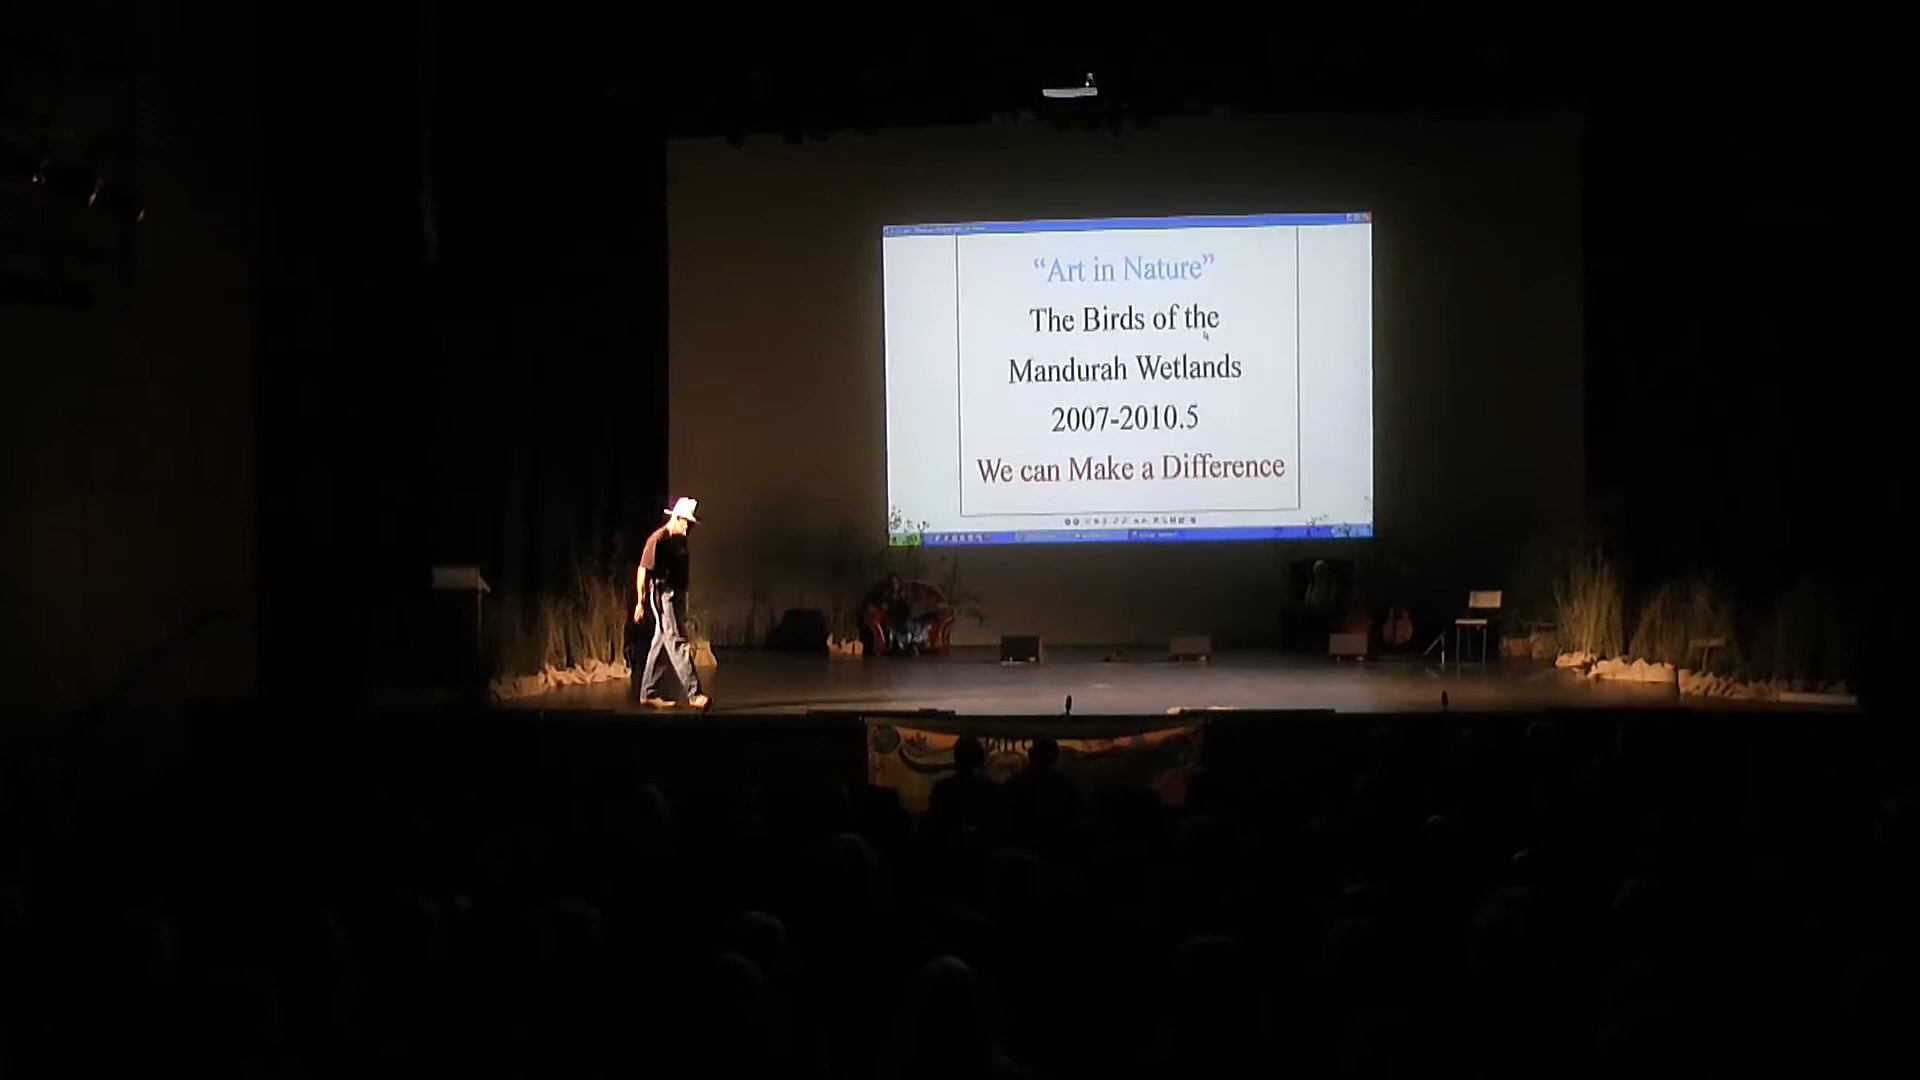 “Art in Nature”
The Birds of the
Mandurah Wetlands
2007-2010.5
We can Make a Difference